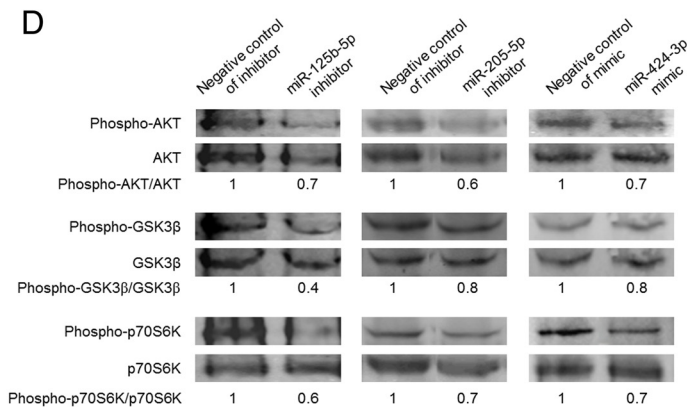 D
Negative control
of inhibitor
miR-125b-5p
inhibitor
Negative control
of inhibitor
miR-205-5p
inhibitor
Negative control
of mimic
miR-424-3p
mimic
Phospho-AKT
AKT
Phospho-AKT/AKT 1 0.7 1 0.6 1 0.7
Phospho-GSK3β
GSK3β
Phospho-GSK3β/GSK3β 1 0.4 1 0.8 1 0.8
Phospho-p70S6K
p70S6K
Phospho-p70S6K/p70S6K 1 0.6 1 0.7 1 0.7